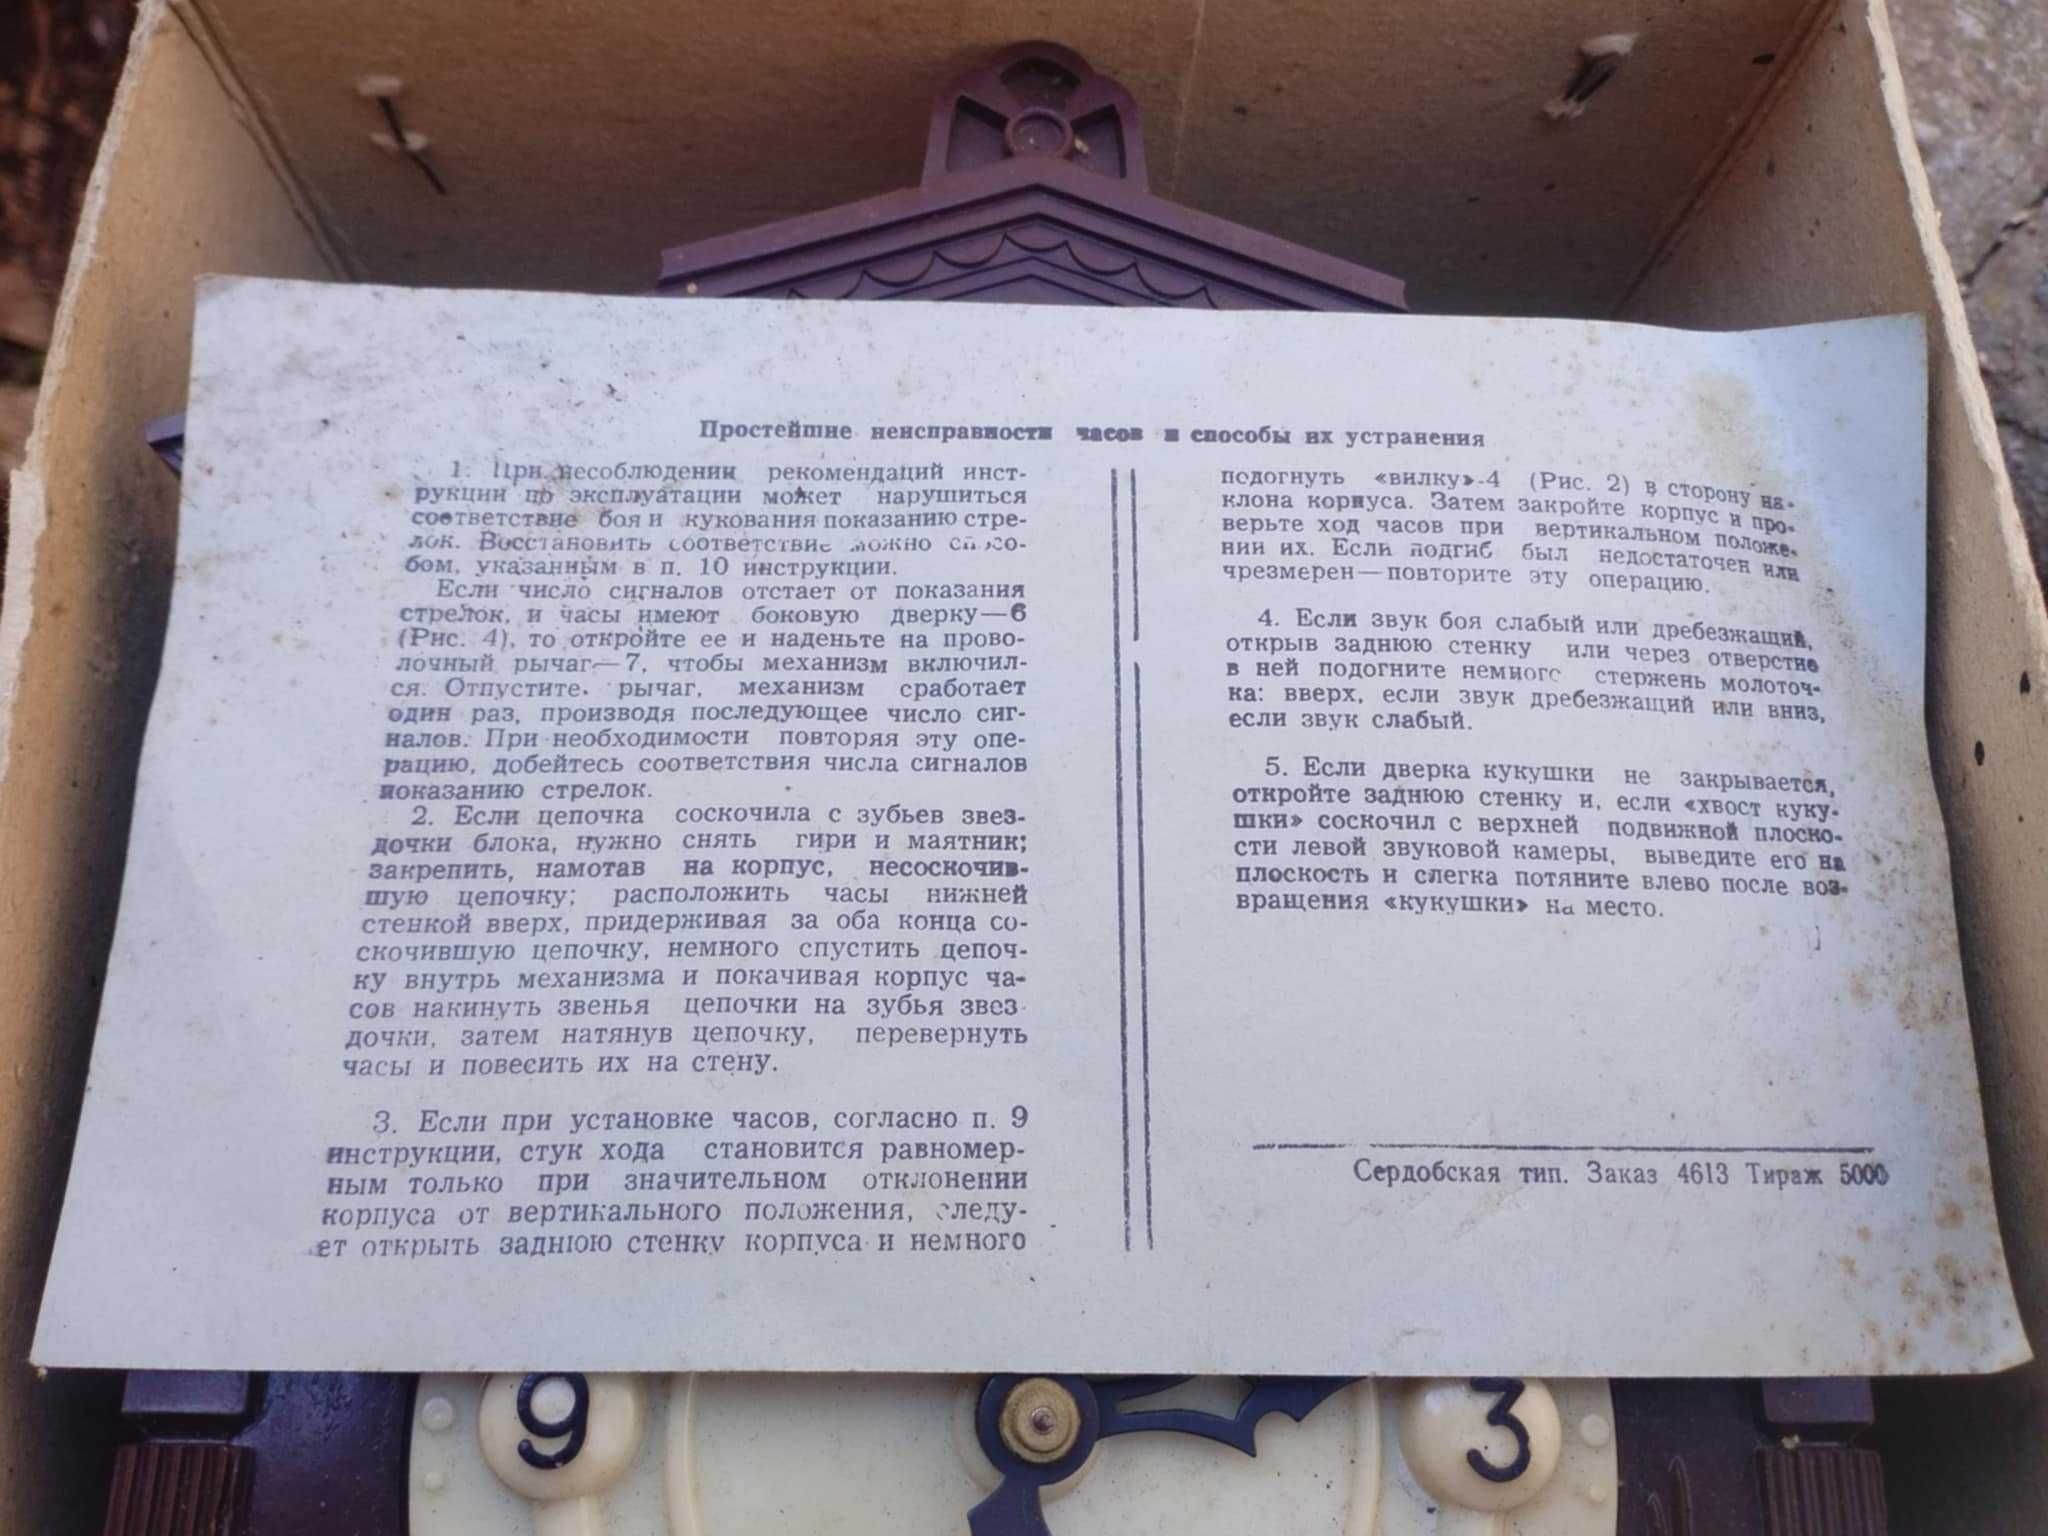 Простейшие неисправности часов и способы их устранения
1. При несоблюдении рекомендаций инст-
рукции по эксплуатации может нарушиться
соответствие боя и кукования показанию стре-
лок. Восстановить соответствие можно спосо-
бом, указанным в п. 10 инструкции.
Если число сигналов отстает от показания
стрелок, и часы имеют боковую дверку—6
(Рис. 4), то откройте ее и наденьте на прово-
лочный рычаг—7, чтобы механизм включил-
ся. Отпустите рычаг, механизм сработает
один раз, производя последующее число сиг-
налов. При необходимости повторяя эту опе-
рацию, добейтесь соответствия числа сигналов
показанию стрелок.
2. Если цепочка соскочила с зубьев звез-
дочки блока, нужно снять гири и маятник;
закрепить, намотав на корпус, несоскочив-
шую цепочку; расположить часы нижней
стенкой вверх, придерживая за оба конца со-
скочившую цепочку, немного спустить цепоч-
ку внутрь механизма и покачивая корпус ча-
сов накинуть звенья цепочки на зубья звез-
дочки, затем натянув цепочку, перевернуть
часы и повесить их на стену.
3. Если при установке часов, согласно п. 9
инструкции, стук хода становится равномер-
ным только при значительном отклонении
корпуса от вертикального положения, следу-
ет открыть заднюю стенку корпуса и немного
подогнуть «вилку»-4 (Рис. 2) в сторону на-
клона корпуса. Затем закройте корпус и про-
верьте ход часов при вертикальном положе-
нии их. Если подгиб был недостаточен или
чрезмерен—повторите эту операцию.
4. Если звук боя слабый или дребезжащий,
открыв заднюю стенку или через отверстие
в ней подогните немного стержень молоточ-
ка: вверх, если звук дребезжащий или вниз,
если звук слабый.
5. Если дверка кукушки не закрывается,
откройте заднюю стенку и, если «хвост куку-
шки» соскочил с верхней подвижной плоско-
сти левой звуковой камеры, выведите его на
плоскость и слегка потяните влево после воз-
вращения «кукушки» на место.
Сердобская тип. Заказ 4613 Тираж 5000
9 3